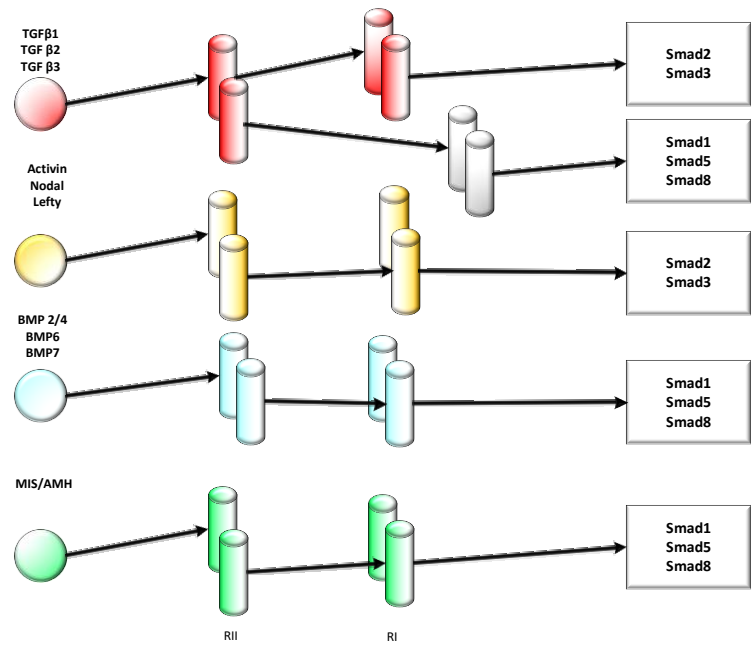 TGFβ1
TGF β2
TGF β3
Smad2
Smad3
Smad1
Smad5
Smad8
Activin
Nodal
Lefty
Smad2
Smad3
BMP 2/4
BMP6
BMP7
Smad1
Smad5
Smad8
MIS/AMH
Smad1
Smad5
Smad8
RII
RI